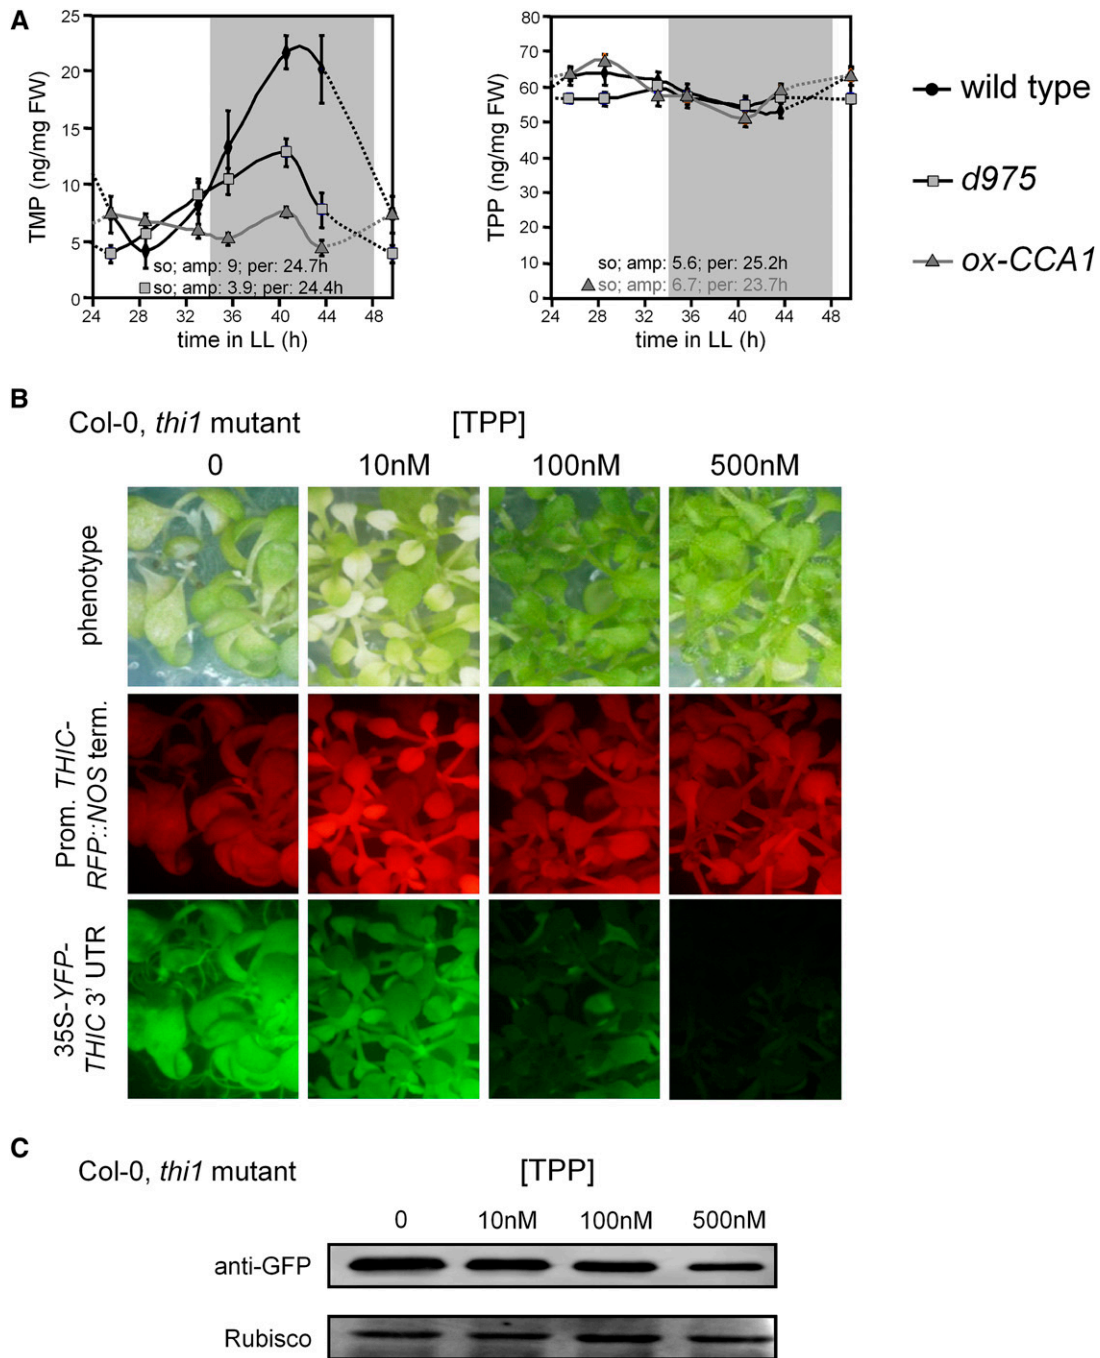 A
TMP (ng/mg FW)
25
20
15
10
5
0
so; amp: 9; per: 24.7h
so; amp: 3.9; per: 24.4h
24 28 32 36 40 44 48
time in LL (h)
TPP (ng/mg FW)
80
70
60
50
40
30
20
10
0
so; amp: 5.6; per: 25.2h
so; amp: 6.7; per: 23.7h
24 28 32 36 40 44 48
time in LL (h)
wild type
d975
ox-CCA1
B
Col-0, thi1 mutant [TPP]
0 10nM 100nM 500nM
phenotype
Prom. THIC-
RFP::NOS term.
35S-YFP-
THIC 3' UTR
C
Col-0, thi1 mutant [TPP]
0 10nM 100nM 500nM
anti-GFP
Rubisco